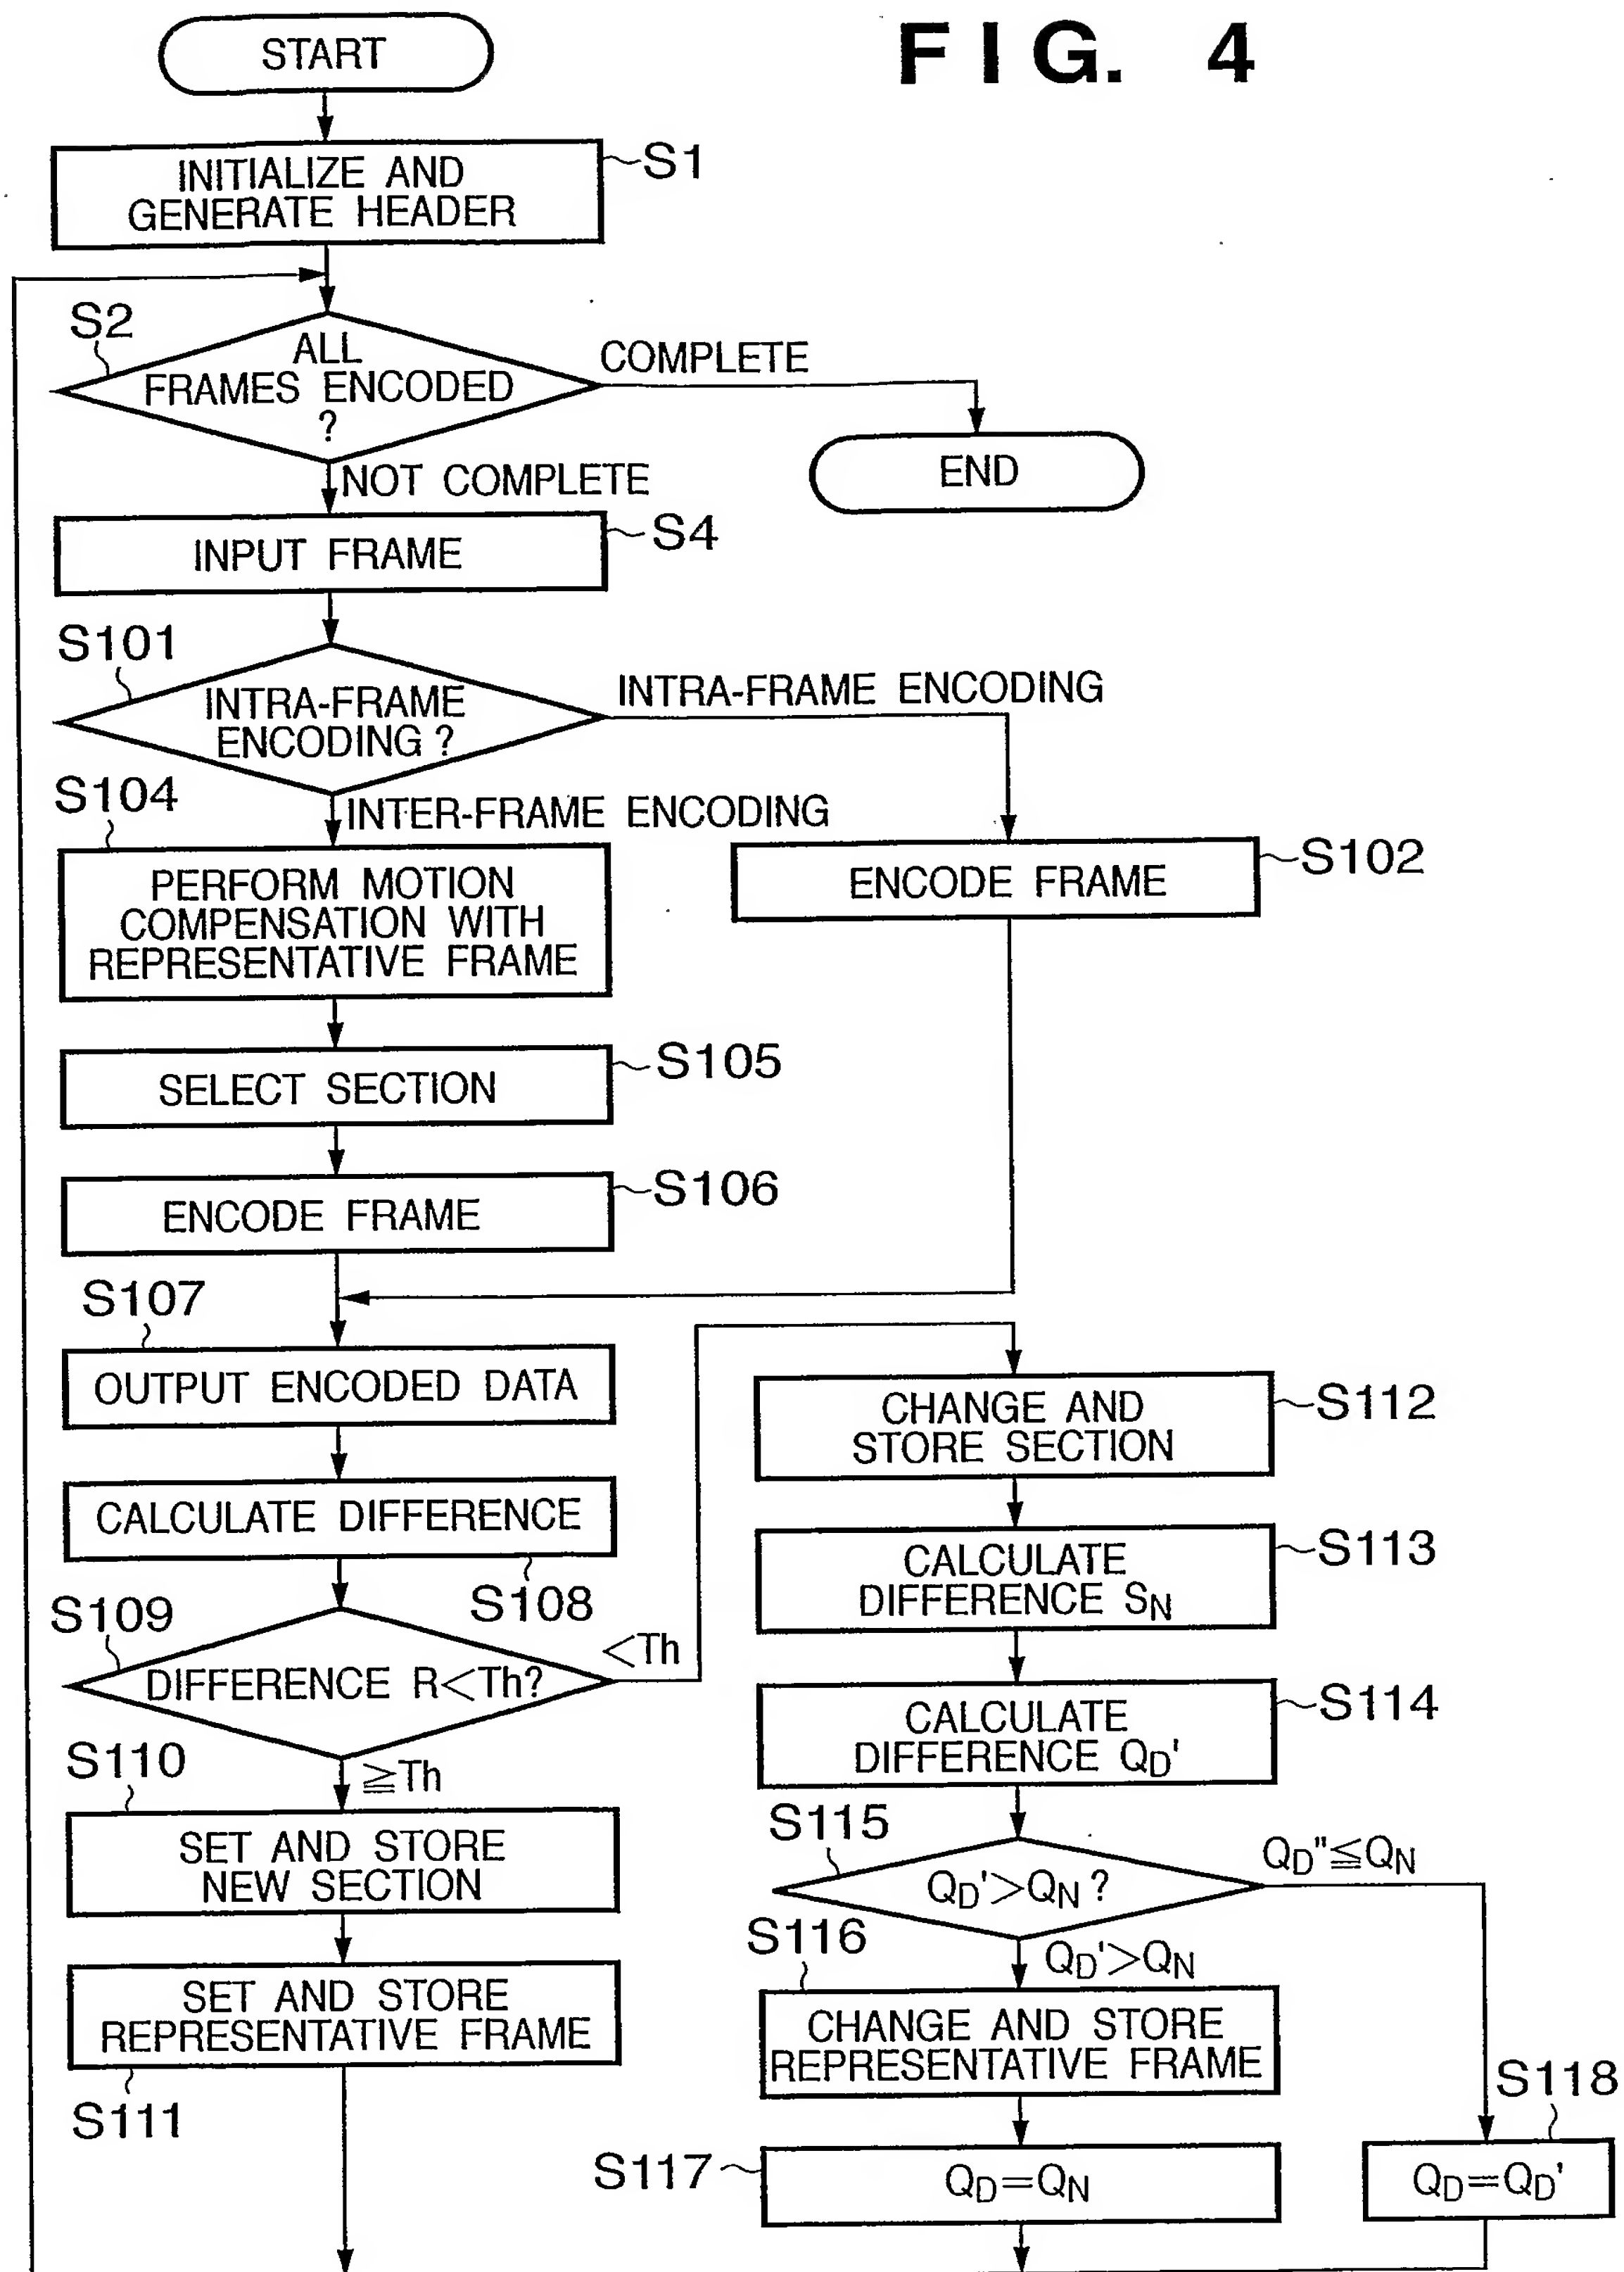 FIG. 4
START
INITIALIZE AND
GENERATE HEADER
S1
S2
ALL
FRAMES ENCODED
?
COMPLETE
END
NOT COMPLETE
INPUT FRAME
S4
S101
INTRA-FRAME
ENCODING ?
INTRA-FRAME ENCODING
S104
INTER-FRAME ENCODING
PERFORM MOTION
COMPENSATION WITH
REPRESENTATIVE FRAME
ENCODE FRAME
S102
SELECT SECTION
S105
ENCODE FRAME
S106
S107
OUTPUT ENCODED DATA
CALCULATE DIFFERENCE
S108
S109
DIFFERENCE R<Th?
<Th
S110
≧Th
SET AND STORE
NEW SECTION
SET AND STORE
REPRESENTATIVE FRAME
S111
CHANGE AND
STORE SECTION
S112
CALCULATE
DIFFERENCE SN
S113
CALCULATE
DIFFERENCE QD'
S114
S115
QD'>QN ?
QD''≦QN
S116
QD'>QN
CHANGE AND STORE
REPRESENTATIVE FRAME
S117
QD=QN
S118
QD=QD'